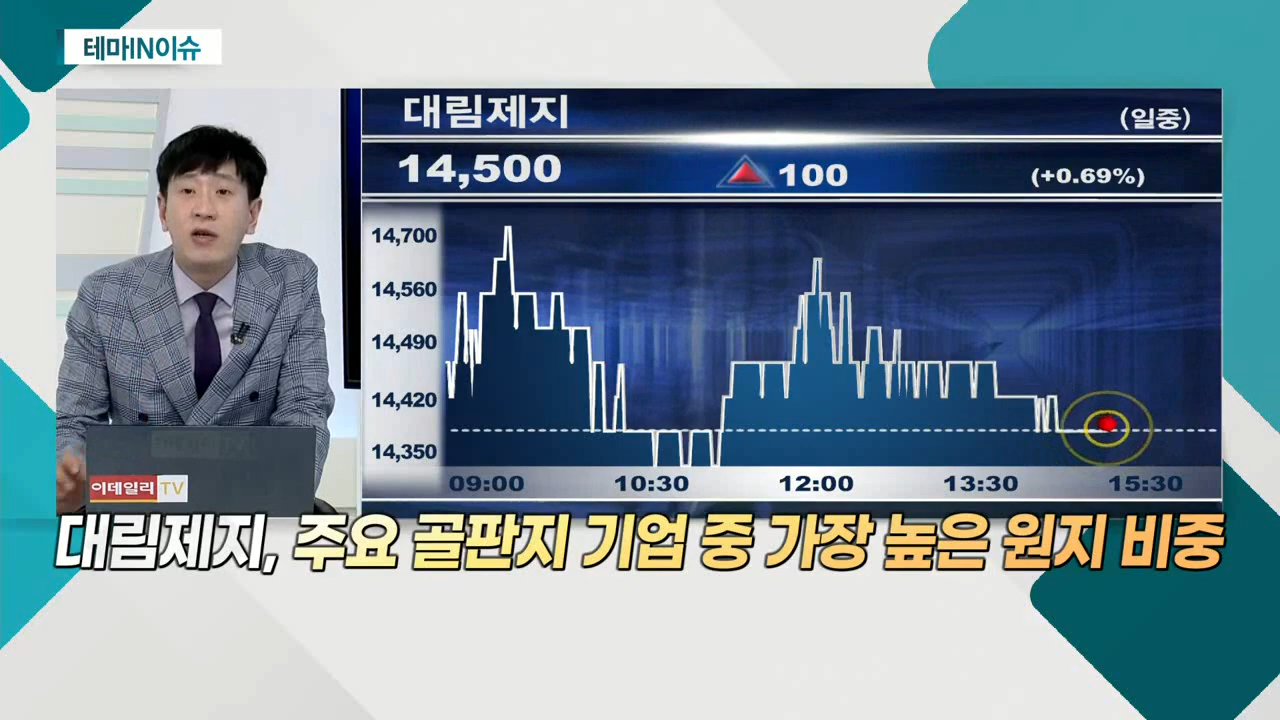 테마IN이슈
대림제지
(일중)
14,500
100
(+0.69%)
14,700
14,560
14,490
14,420
14,350
09:00 10:30 12:00 13:30 15:30
이데일리 TV
대림제지, 주요 골판지 기업 중 가장 높은 원지 비중